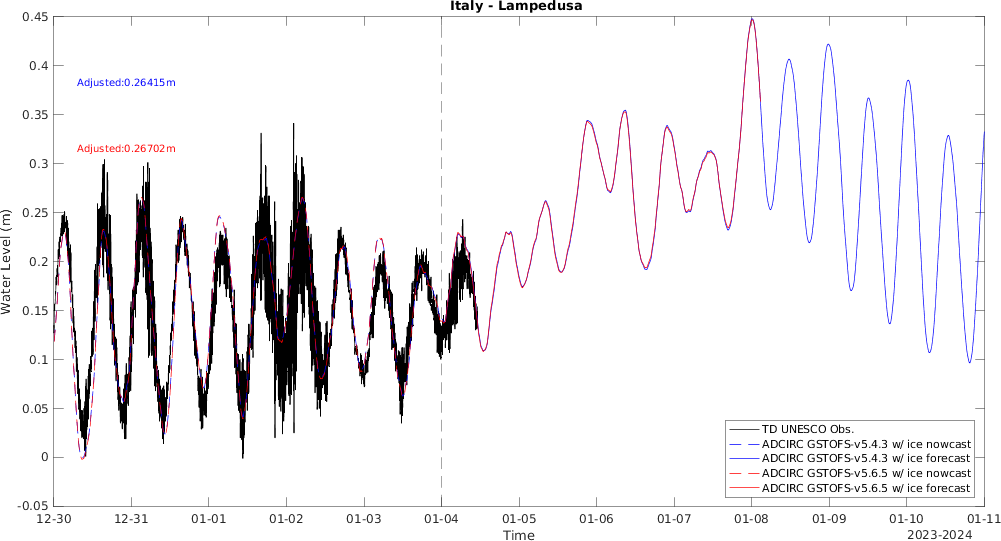 Italy - Lampedusa
0.45
0.4
0.35
0.3
0.25
0.2
0.15
0.1
0.05
0
-0.05
Water Level (m)
Adjusted:0.26415m
Adjusted:0.26702m
TD UNESCO Obs.
ADCIRC GSTOFS-v5.4.3 w/ ice nowcast
ADCIRC GSTOFS-v5.4.3 w/ ice forecast
ADCIRC GSTOFS-v5.6.5 w/ ice nowcast
ADCIRC GSTOFS-v5.6.5 w/ ice forecast
12-30 12-31 01-01 01-02 01-03 01-04 01-05 01-06 01-07 01-08 01-09 01-10 01-11
Time
2023-2024